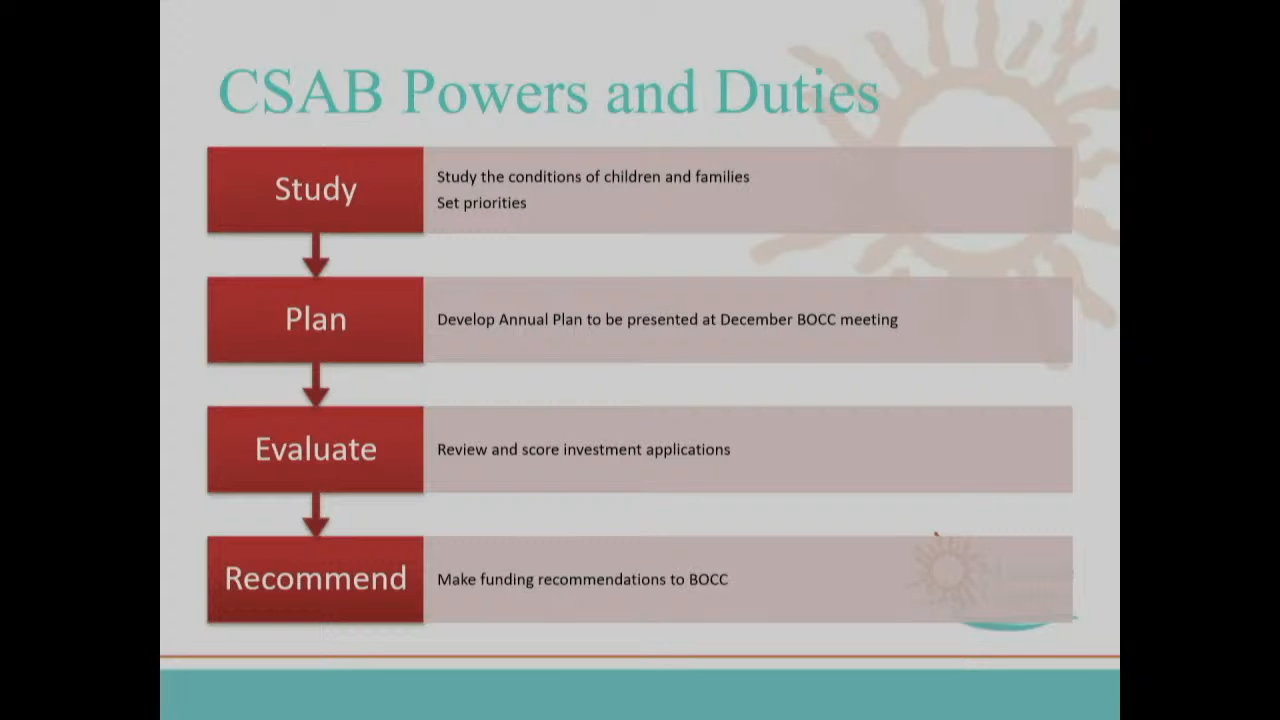 CSAB Powers and Duties
Study
Study the conditions of children and families
Set priorities
Plan
Develop Annual Plan to be presented at December BOCC meeting
Evaluate
Review and score investment applications
Recommend
Make funding recommendations to BOCC